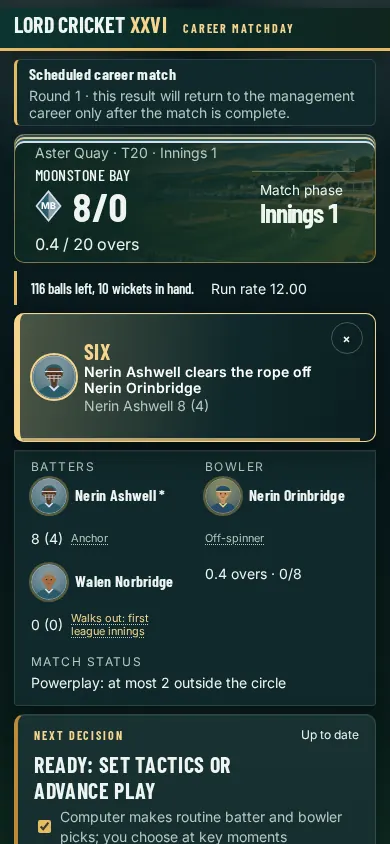 LORD CRICKET XXVI CAREER MATCHDAY
Scheduled career match
Round 1 · this result will return to the management
career only after the match is complete.
Aster Quay · T20 · Innings 1
MOONSTONE BAY
MB 8/0
0.4 / 20 overs
Match phase
Innings 1
116 balls left, 10 wickets in hand. Run rate 12.00
×
SIX
Nerin Ashwell clears the rope off
Nerin Orinbridge
Nerin Ashwell 8 (4)
BATTERS
Nerin Ashwell *
8 (4) Anchor
Walen Norbridge
0 (0) Walks out: first
league innings
BOWLER
Nerin Orinbridge
Off-spinner
0.4 overs · 0/8
MATCH STATUS
Powerplay: at most 2 outside the circle
NEXT DECISION
Up to date
READY: SET TACTICS OR
ADVANCE PLAY
Computer makes routine batter and bowler
picks; you choose at key moments